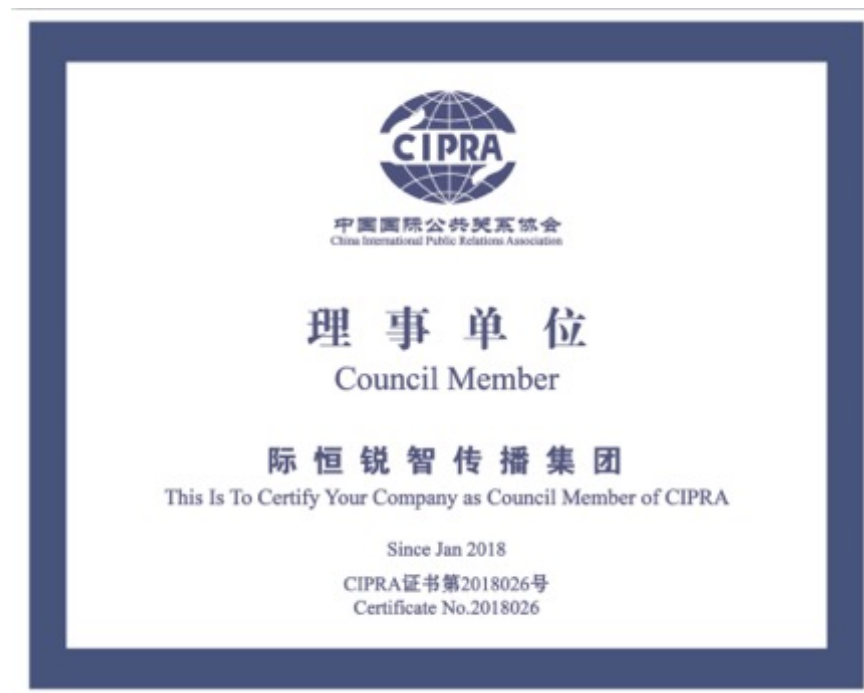 CIPRA
中国国际公共关系协会
China International Public Relations Association
理事单位
Council Member
际恒锐智传播集团
This Is To Certify Your Company as Council Member of CIPRA
Since Jan 2018
CIPRA证书第2018026号
Certificate No.2018026